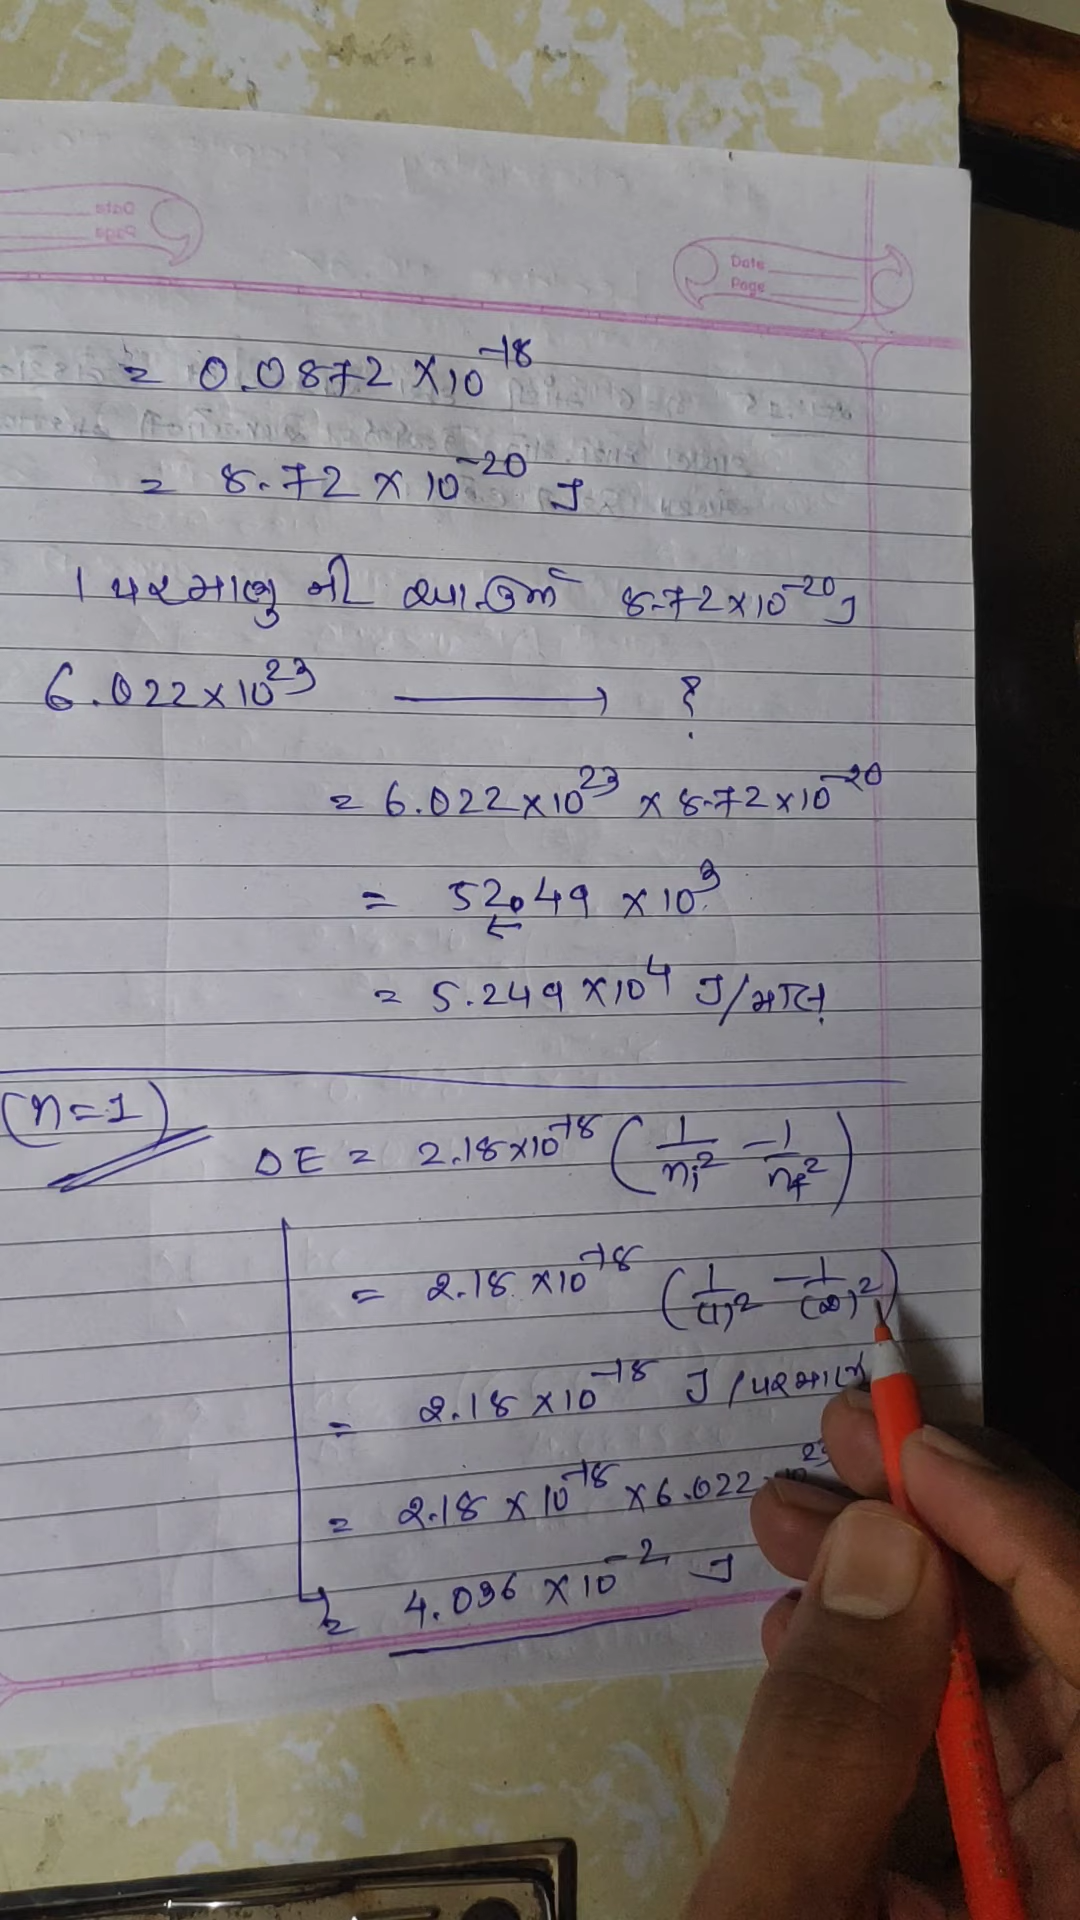 Date
Page
= 0.0872 × 10⁻¹⁸
= 8.72 × 10⁻²⁰ J
1 પરમાણુ ની આ. ઊર્જા 8.72 × 10⁻²⁰ J
6.022 × 10²³ ⟶ ?
= 6.022 × 10²³ × 8.72 × 10⁻²⁰
= 52.49 × 10³
←
= 5.249 × 10⁴ J/મોલ.
(n=1)
ΔE = 2.18 × 10⁻¹⁸ (1/nᵢ² − 1/n_f²)
= 2.18 × 10⁻¹⁸ (1/(1)² − 1/(∞)²)
= 2.18 × 10⁻¹⁸ J /પરમાણુ
= 2.18 × 10⁻¹⁸ × 6.022 × 10²³
= 4.036 × 10⁻² J